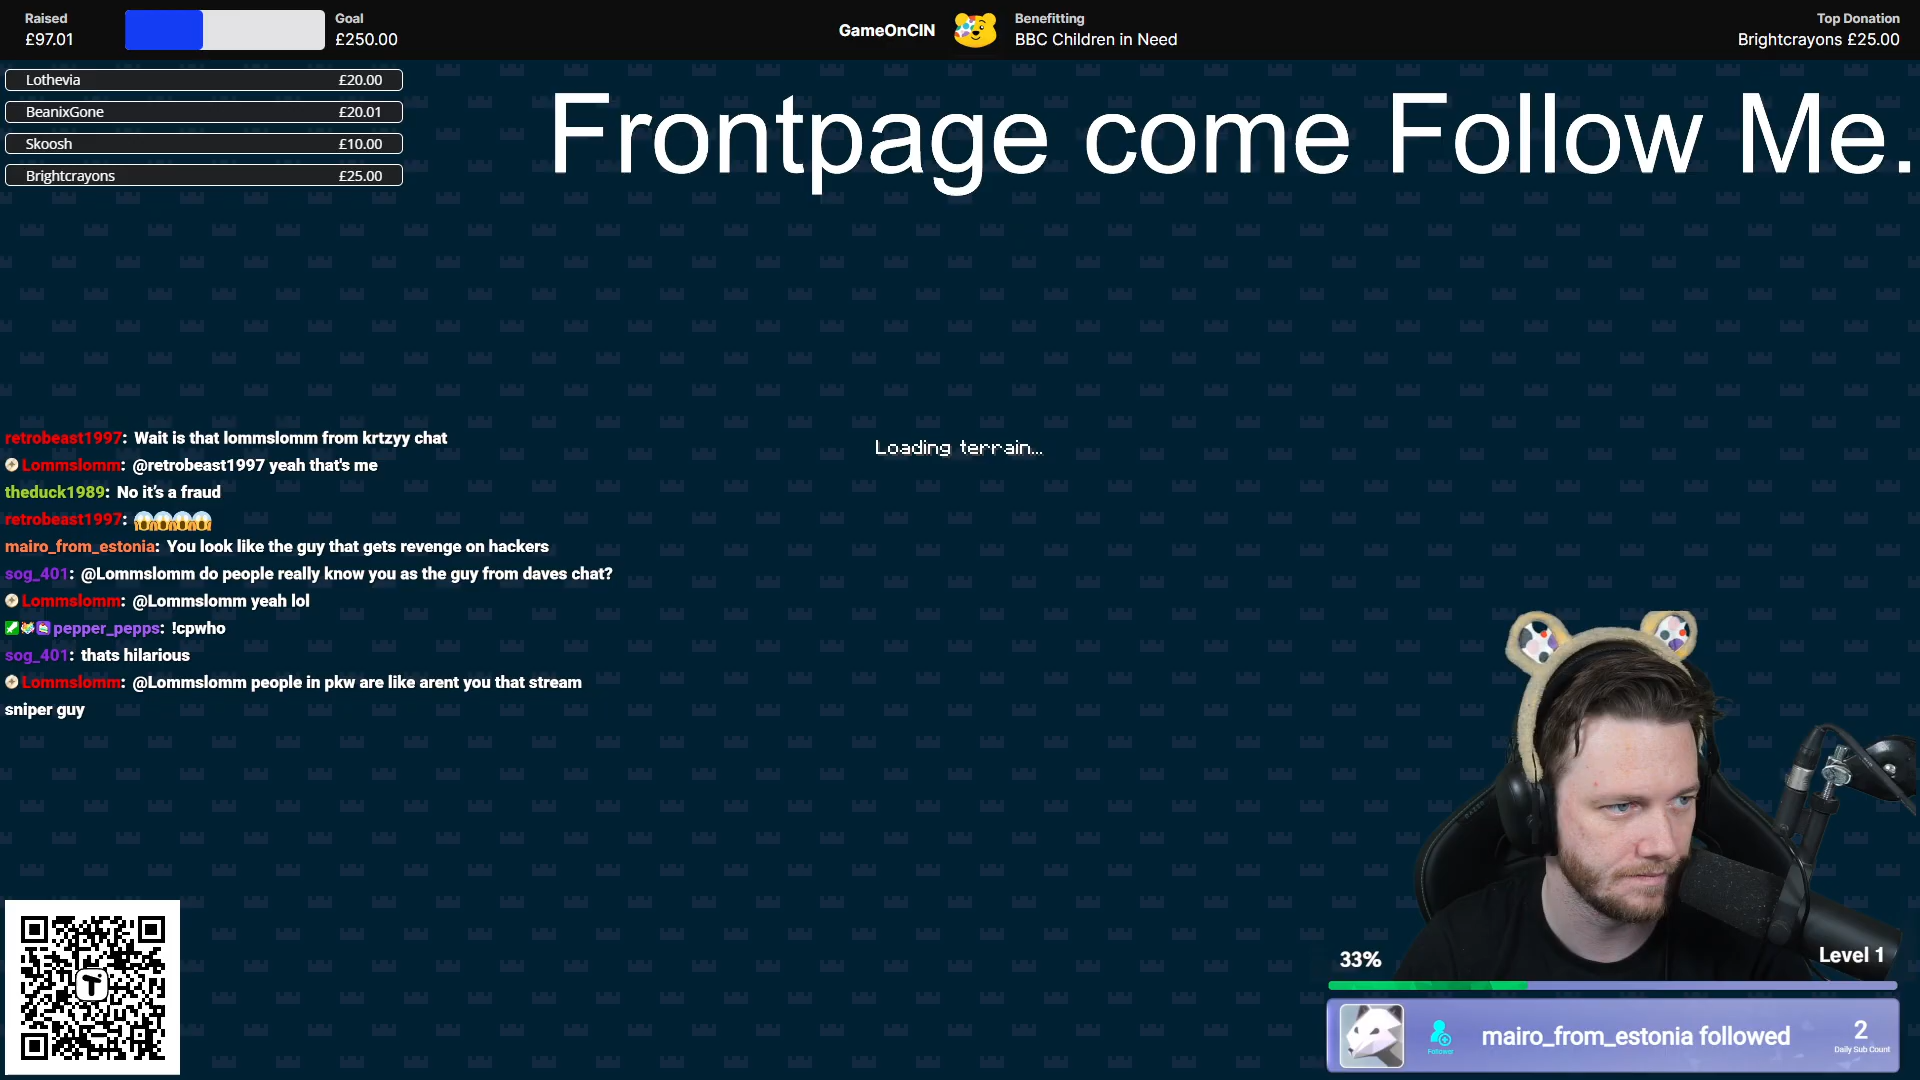 Raised
£97.01
Goal
£250.00
GameOnCIN
Benefitting
BBC Children in Need
Top Donation
Brightcrayons £25.00
Lothevia £20.00
BeanixGone £20.01
Skoosh £10.00
Brightcrayons £25.00
Frontpage come Follow Me.
Loading terrain...
retrobeast1997: Wait is that lommslomm from krtzyy chat
Lommslomm: @retrobeast1997 yeah that's me
theduck1989: No it's a fraud
retrobeast1997: 😱😱😱😱
mairo_from_estonia: You look like the guy that gets revenge on hackers
sog_401: @Lommslomm do people really know you as the guy from daves chat?
Lommslomm: @Lommslomm yeah lol
pepper_pepps: !cpwho
sog_401: thats hilarious
Lommslomm: @Lommslomm people in pkw are like arent you that stream
sniper guy
33%
Level 1
Follower
mairo_from_estonia followed
2
Daily Sub Count